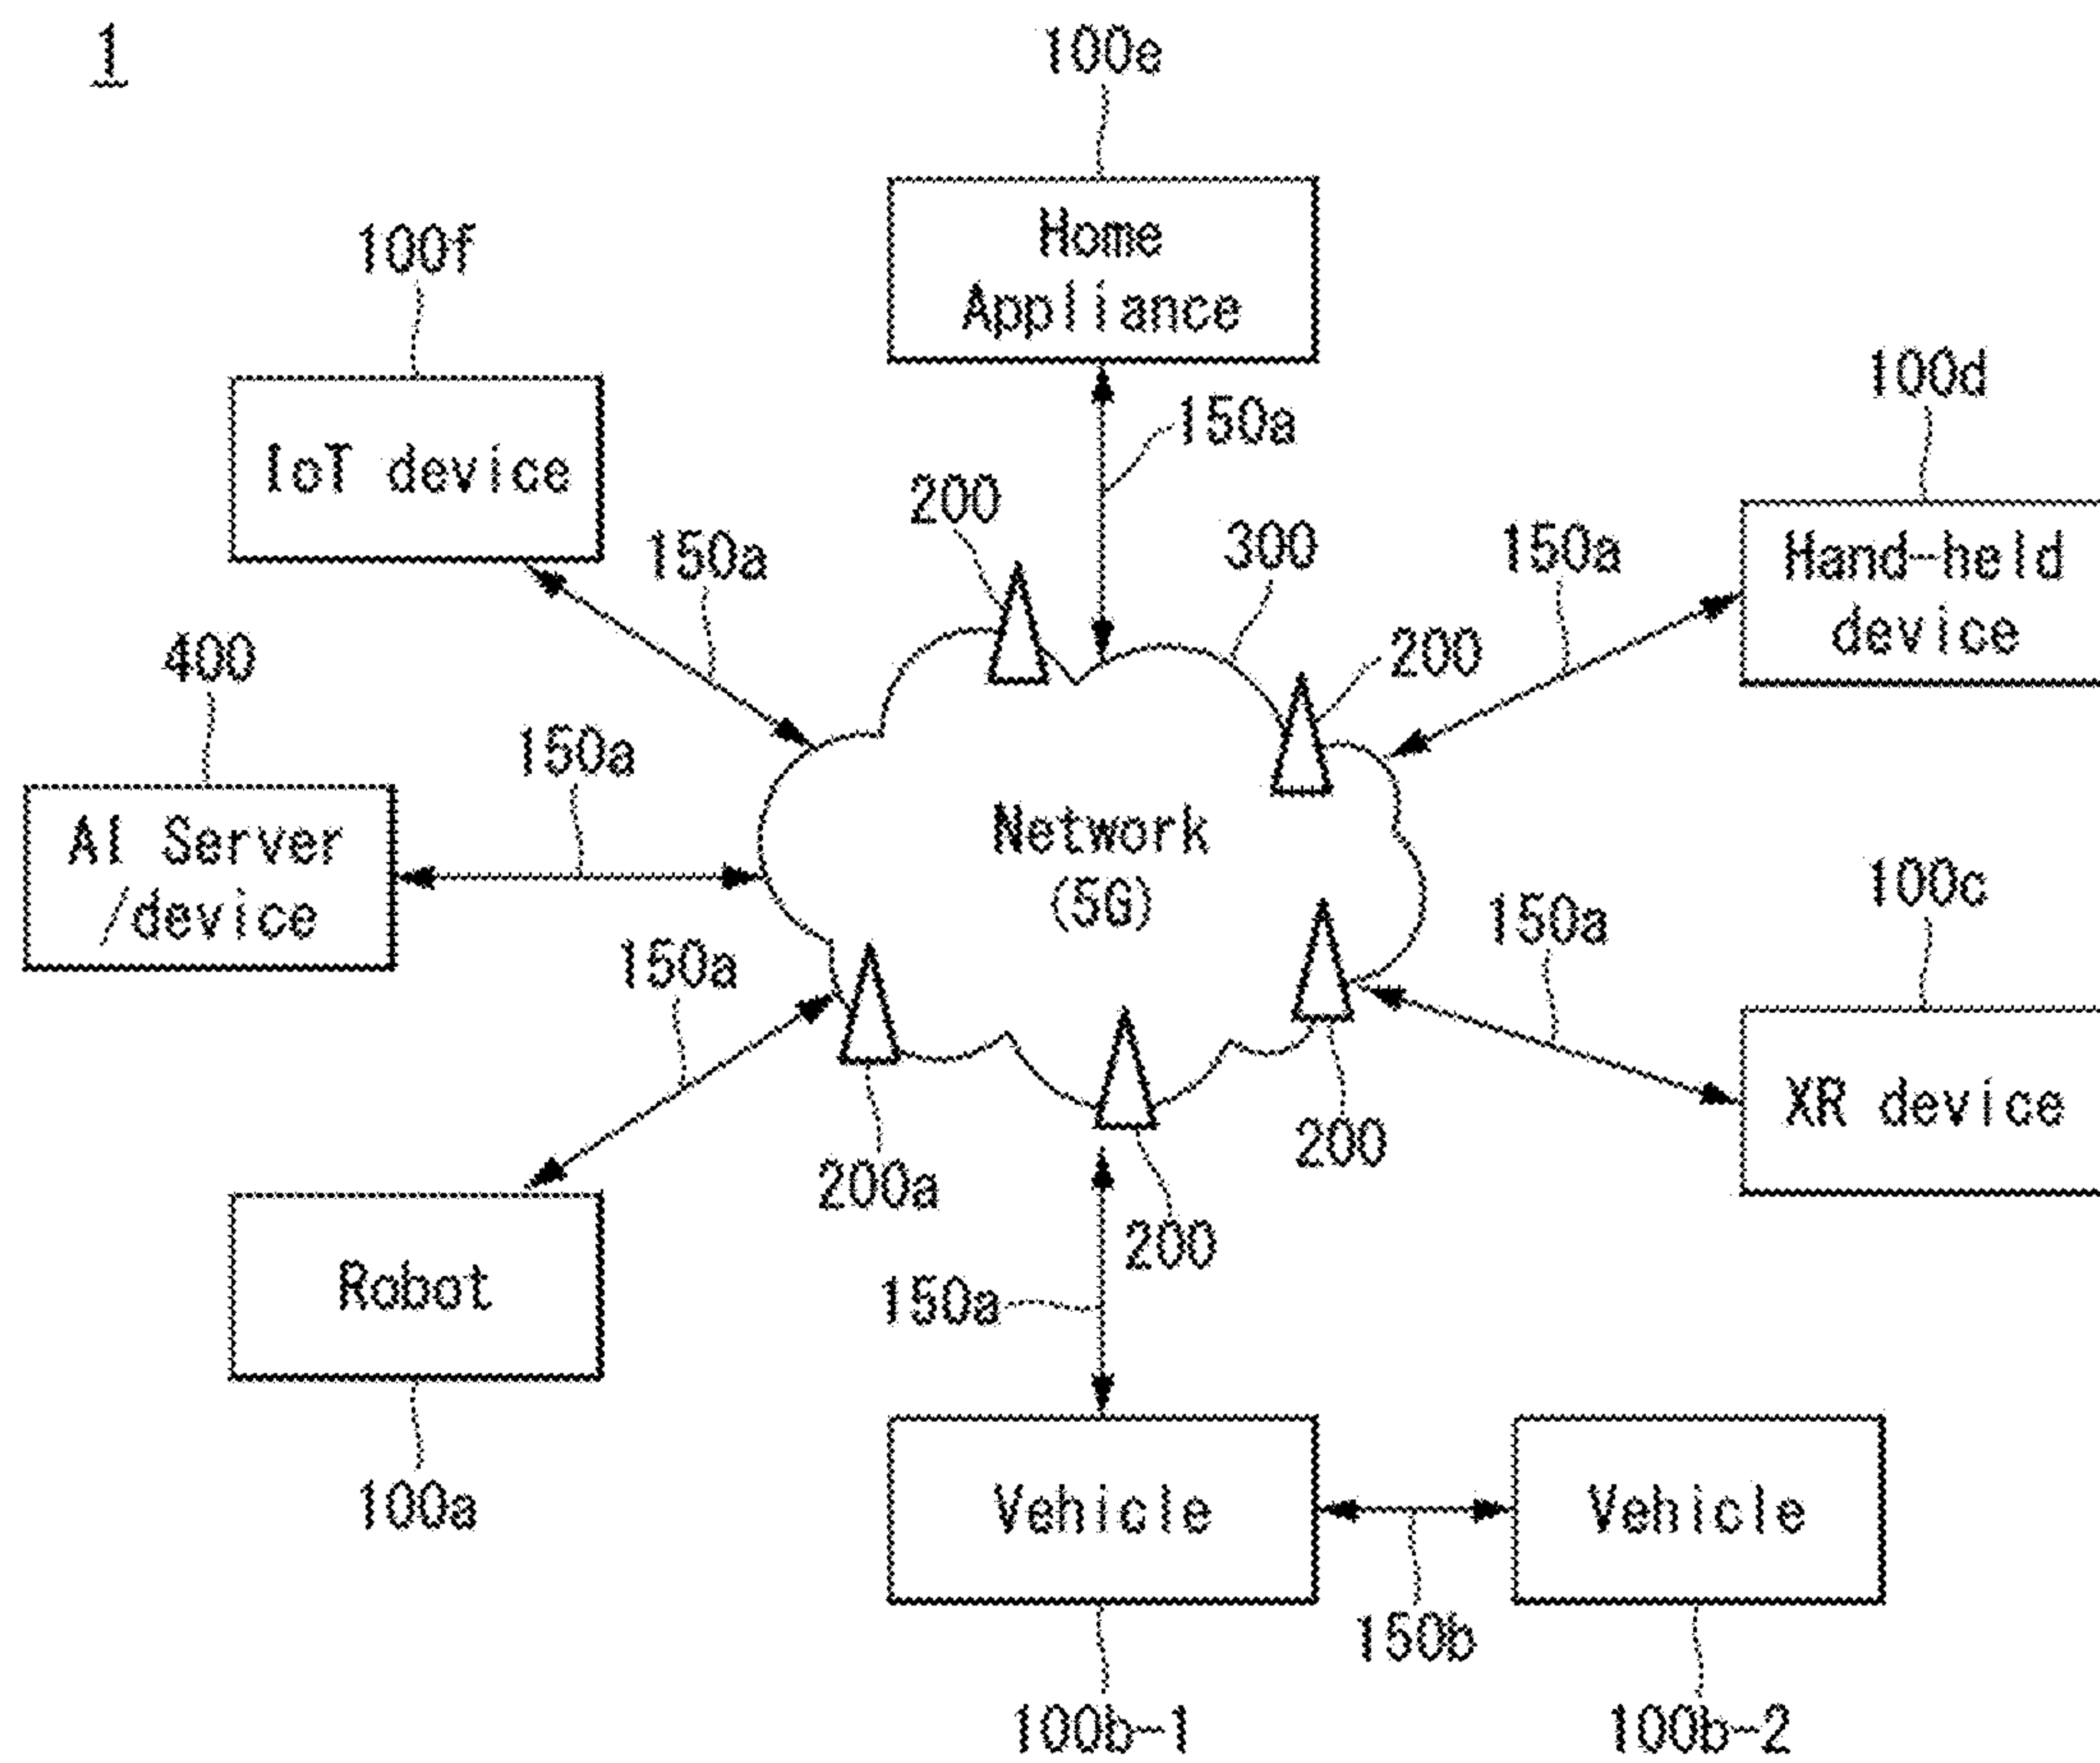 1
100e
Home
Appliance
100f
IoT device
150a
100d
Hand-held
device
200
300
150a
150a
200
400
AI Server
/device
150a
Network
(5G)
100c
XR device
150a
150a
200a
200
200
Robot
100a
150a
Vehicle
Vehicle
150b
100b-1
100b-2